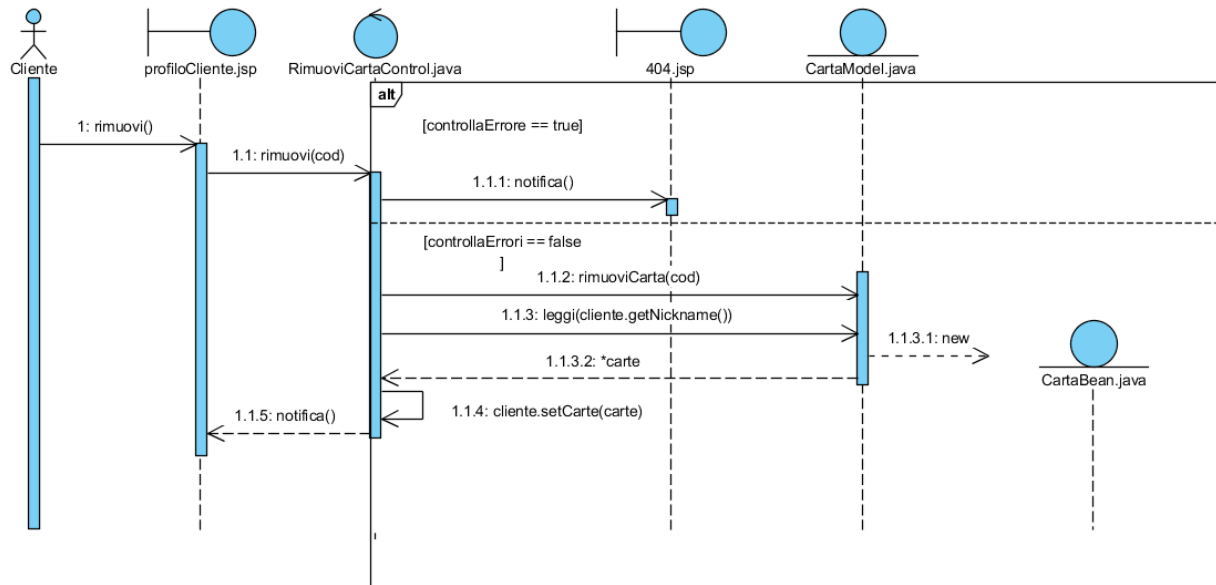 Cliente
profiloCliente.jsp
RimuoviCartaControl.java
404.jsp
CartaModel.java
alt
[controllaErrore == true]
1: rimuovi()
1.1: rimuovi(cod)
1.1.1: notifica()
[controllaErrori == false
]
1.1.2: rimuoviCarta(cod)
1.1.3: leggi(cliente.getNickname())
1.1.3.1: new
1.1.3.2: *carte
CartaBean.java
1.1.4: cliente.setCarte(carte)
1.1.5: notifica()